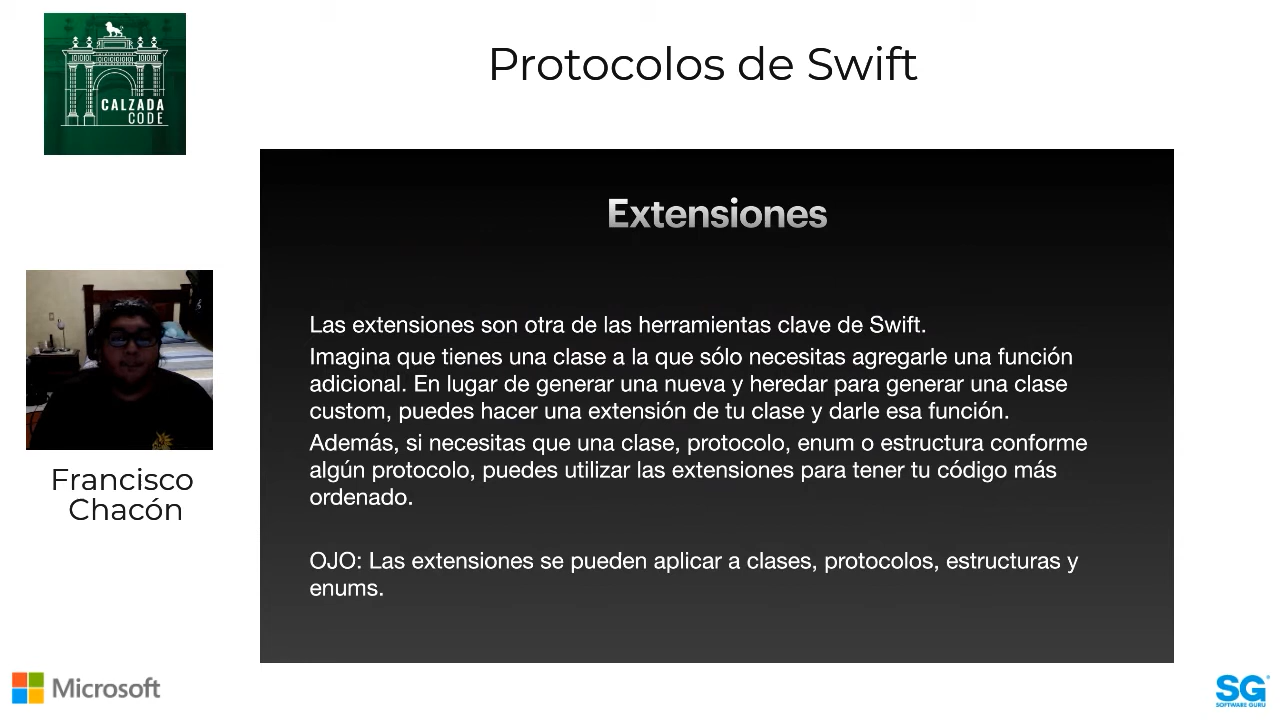 CALZADA
CODE
Protocolos de Swift
Extensiones
Las extensiones son otra de las herramientas clave de Swift.
Imagina que tienes una clase a la que sólo necesitas agregarle una función
adicional. En lugar de generar una nueva y heredar para generar una clase
custom, puedes hacer una extensión de tu clase y darle esa función.
Además, si necesitas que una clase, protocolo, enum o estructura conforme
algún protocolo, puedes utilizar las extensiones para tener tu código más
ordenado.
OJO: Las extensiones se pueden aplicar a clases, protocolos, estructuras y
enums.
Francisco
Chacón
Microsoft
SG
SOFTWARE GURU